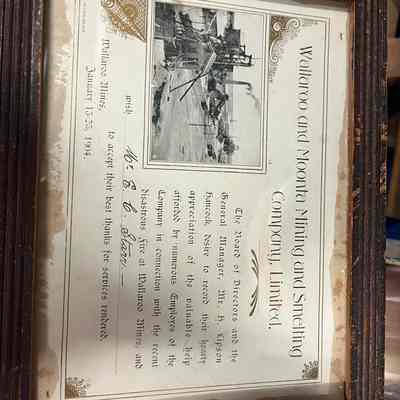 Wallaroo and Moonta Mining and Smelting
Company, Limited.
The Board of Directors and the
General Manager, Mr. H. Lipson
Hancock, desire to record their hearty
appreciation of the valuable help
afforded by numerous Employes of the
Company in connection with the recent
disastrous Fire at Wallaroo Mines, and
wish Mr E. C.
to accept their best thanks for services rendered.
Wallaroo Mines,
January 15-25, 1904.